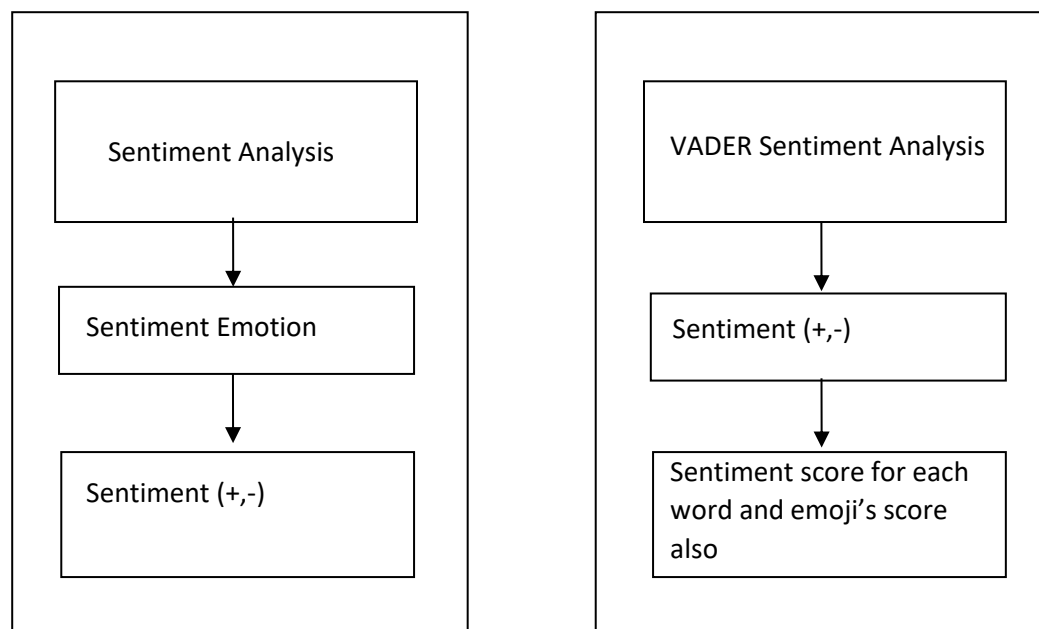 Sentiment Analysis
Sentiment Emotion
Sentiment (+,-)
VADER Sentiment Analysis
Sentiment (+,-)
Sentiment score for each
word and emoji’s score
also